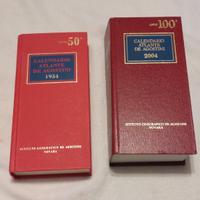 anno 50°
CALENDARIO
ATLANTE
DE AGOSTINI
1954
ISTITUTO GEOGRAFICO DE AGOSTINI
NOVARA
anno 100°
CALENDARIO
ATLANTE
DE AGOSTINI
2004
ISTITUTO GEOGRAFICO DE AGOSTINI
NOVARA